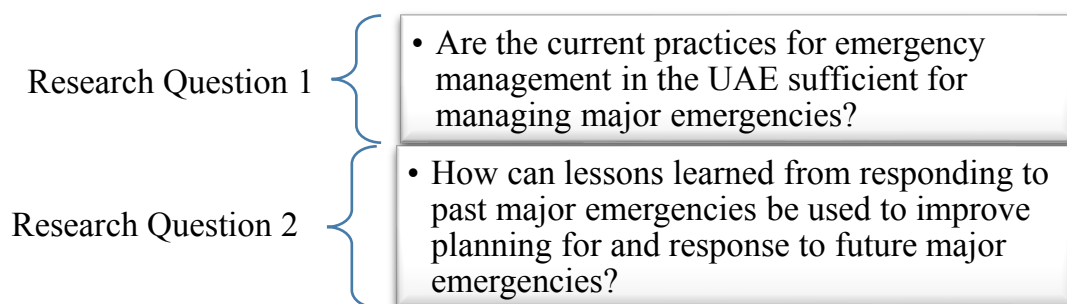 Research Question 1
• Are the current practices for emergency
management in the UAE sufficient for
managing major emergencies?
Research Question 2
• How can lessons learned from responding to
past major emergencies be used to improve
planning for and response to future major
emergencies?